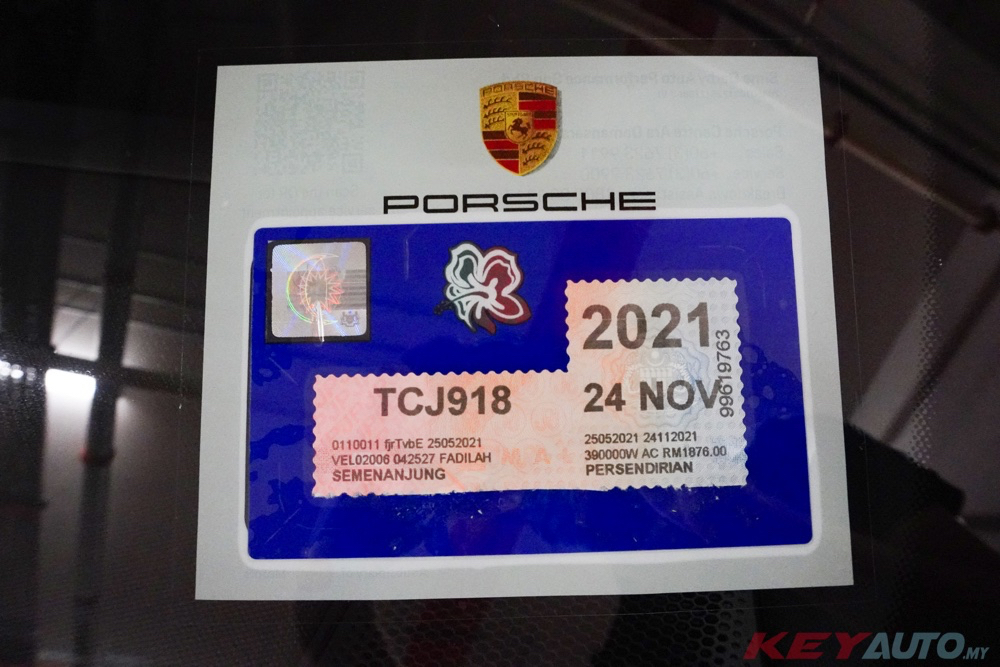 PORSCHE
PORSCHE
2021
TCJ918
24 NOV
99619763
0110011 fjrTvbE 25052021
VEL02006 042527 FADILAH
SEMENANJUNG
25052021 24112021
390000W AC RM1876.00
PERSENDIRIAN
KEYAUTO.MY